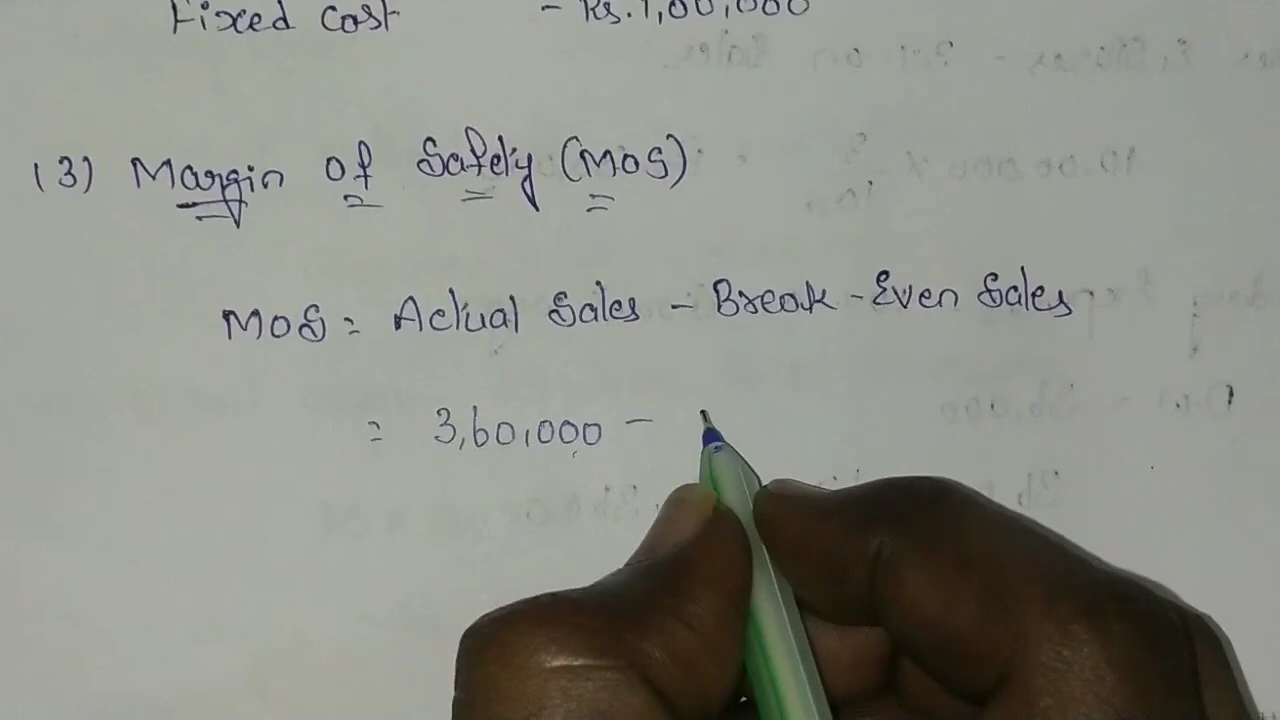 Fixed Cost - Rs. 1,00,000
(3) Margin Of Safety (MOS)
MOS = Actual Sales - Break-Even Sales
= 3,60,000 -